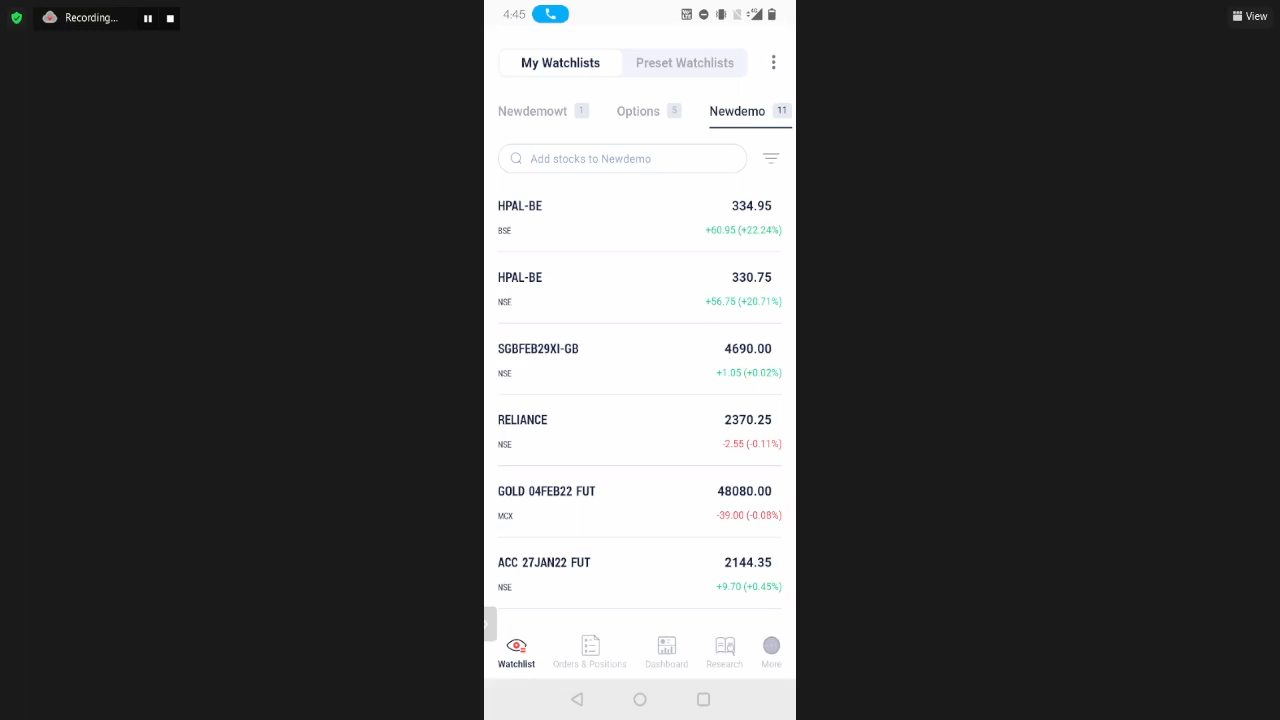 Recording...
View
4:45
My Watchlists Preset Watchlists
Newdemowt 1 Options 5 Newdemo 11
Add stocks to Newdemo
HPAL-BE 334.95
BSE +60.95 (+22.24%)
HPAL-BE 330.75
NSE +56.75 (+20.71%)
SGBFEB29XI-GB 4690.00
NSE +1.05 (+0.02%)
RELIANCE 2370.25
NSE -2.55 (-0.11%)
GOLD 04FEB22 FUT 48080.00
MCX -39.00 (-0.08%)
ACC 27JAN22 FUT 2144.35
NSE +9.70 (+0.45%)
Watchlist Orders & Positions Dashboard Research More